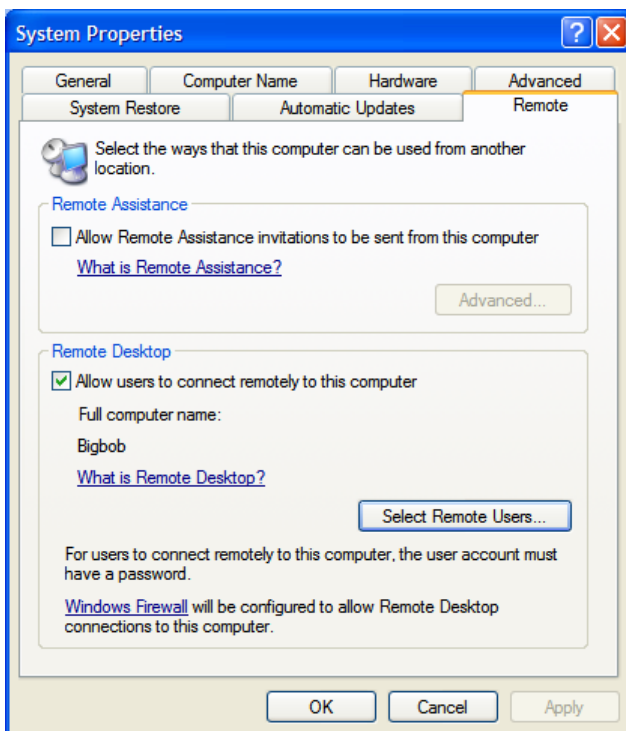 System Properties
General Computer Name Hardware Advanced
System Restore Automatic Updates Remote
Select the ways that this computer can be used from another
location.
Remote Assistance
Allow Remote Assistance invitations to be sent from this computer
What is Remote Assistance?
Advanced...
Remote Desktop
Allow users to connect remotely to this computer
Full computer name:
Bigbob
What is Remote Desktop?
Select Remote Users...
For users to connect remotely to this computer, the user account must
have a password.
Windows Firewall will be configured to allow Remote Desktop
connections to this computer.
OK Cancel Apply